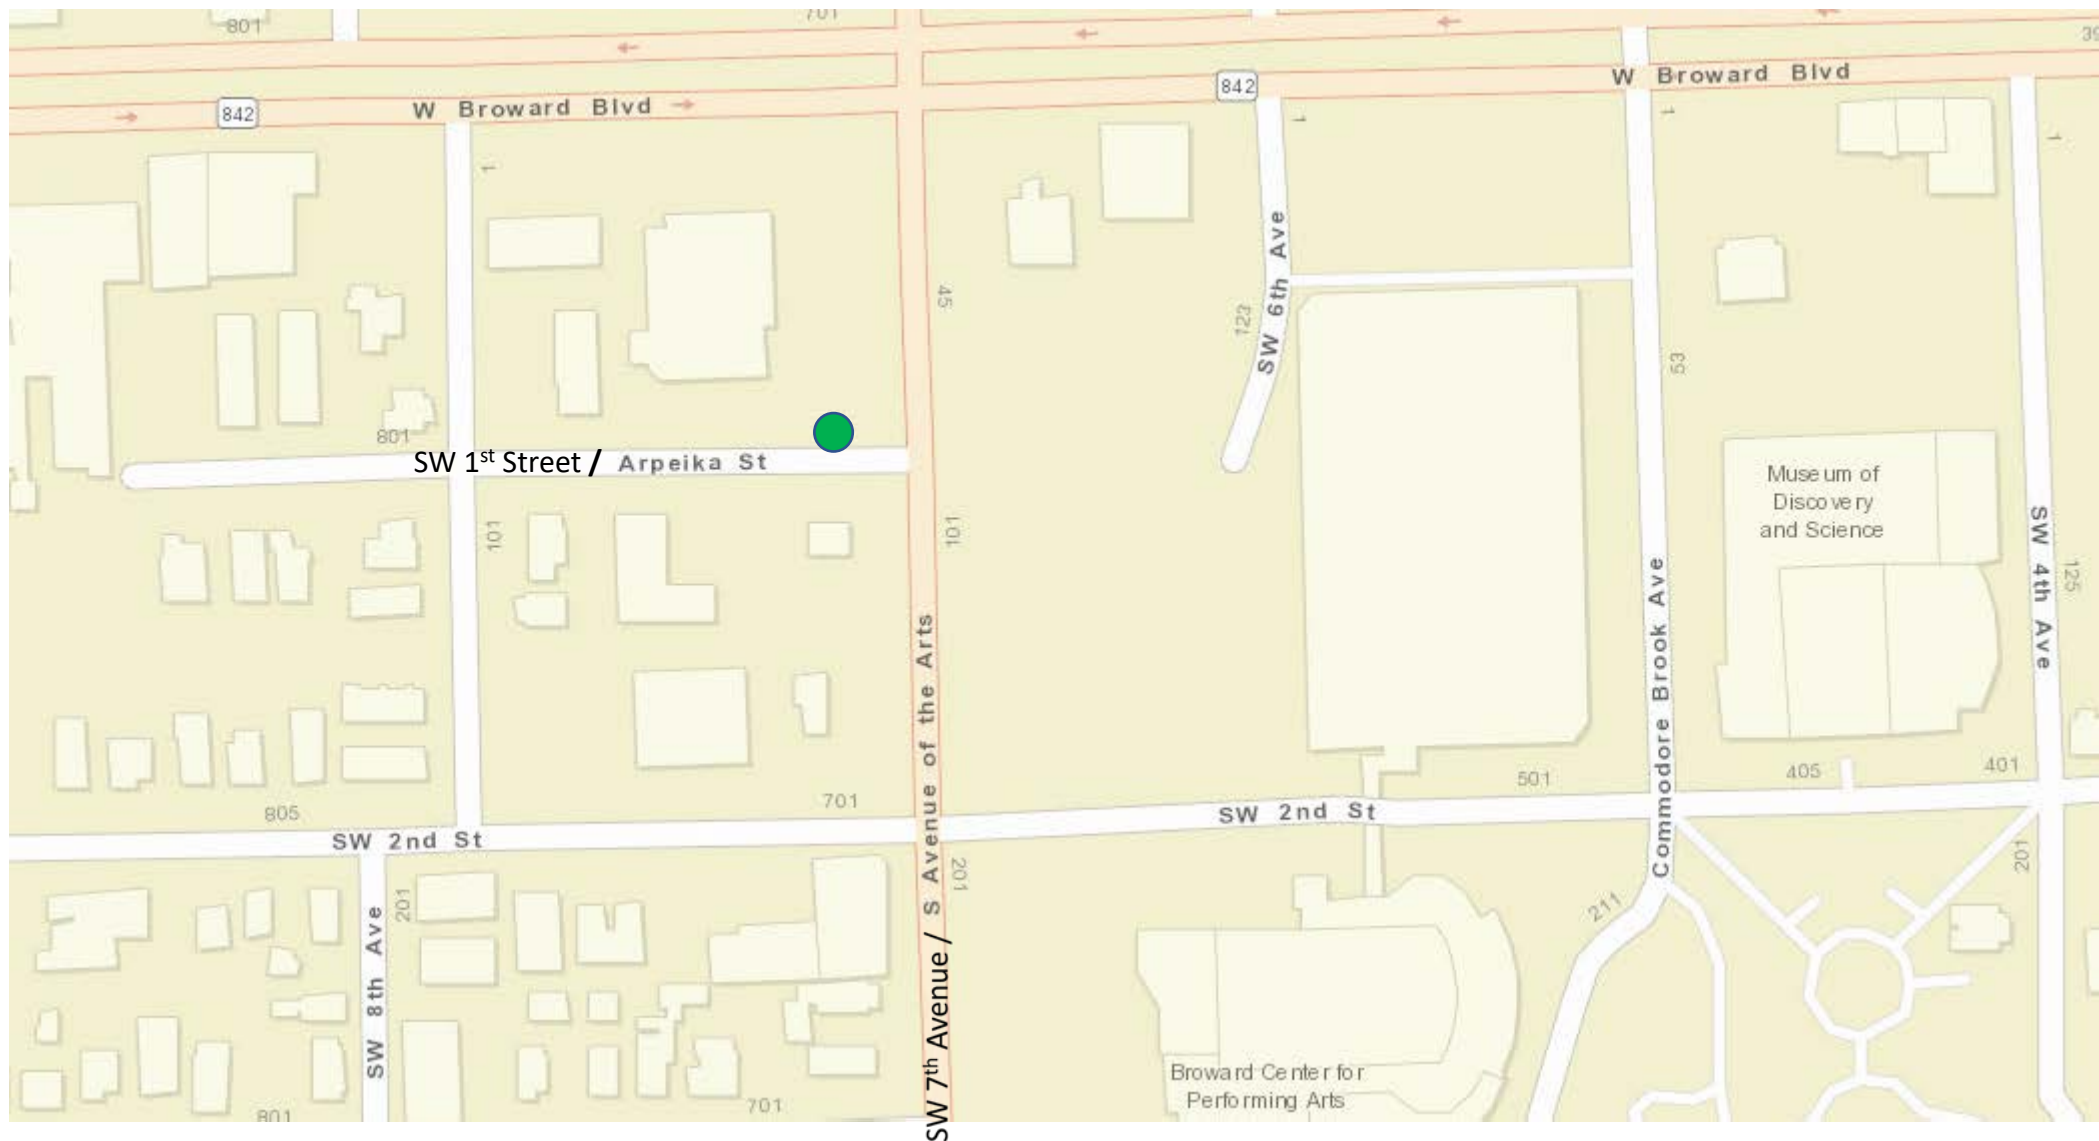 801
701
39
842
W Broward Blvd
842
W Broward Blvd
1
1
1
1
SW 6th Ave
45
123
53
801
SW 1st Street / Arpeika St
Museum of
Discovery
and Science
101
101
SW 4th Ave
125
Commodore Brook Ave
SW 7th Avenue / S Avenue of the Arts
805
701
501
405
401
SW 2nd St
SW 2nd St
201
201
201
211
SW 8th Ave
Broward Center for
Performing Arts
801
701